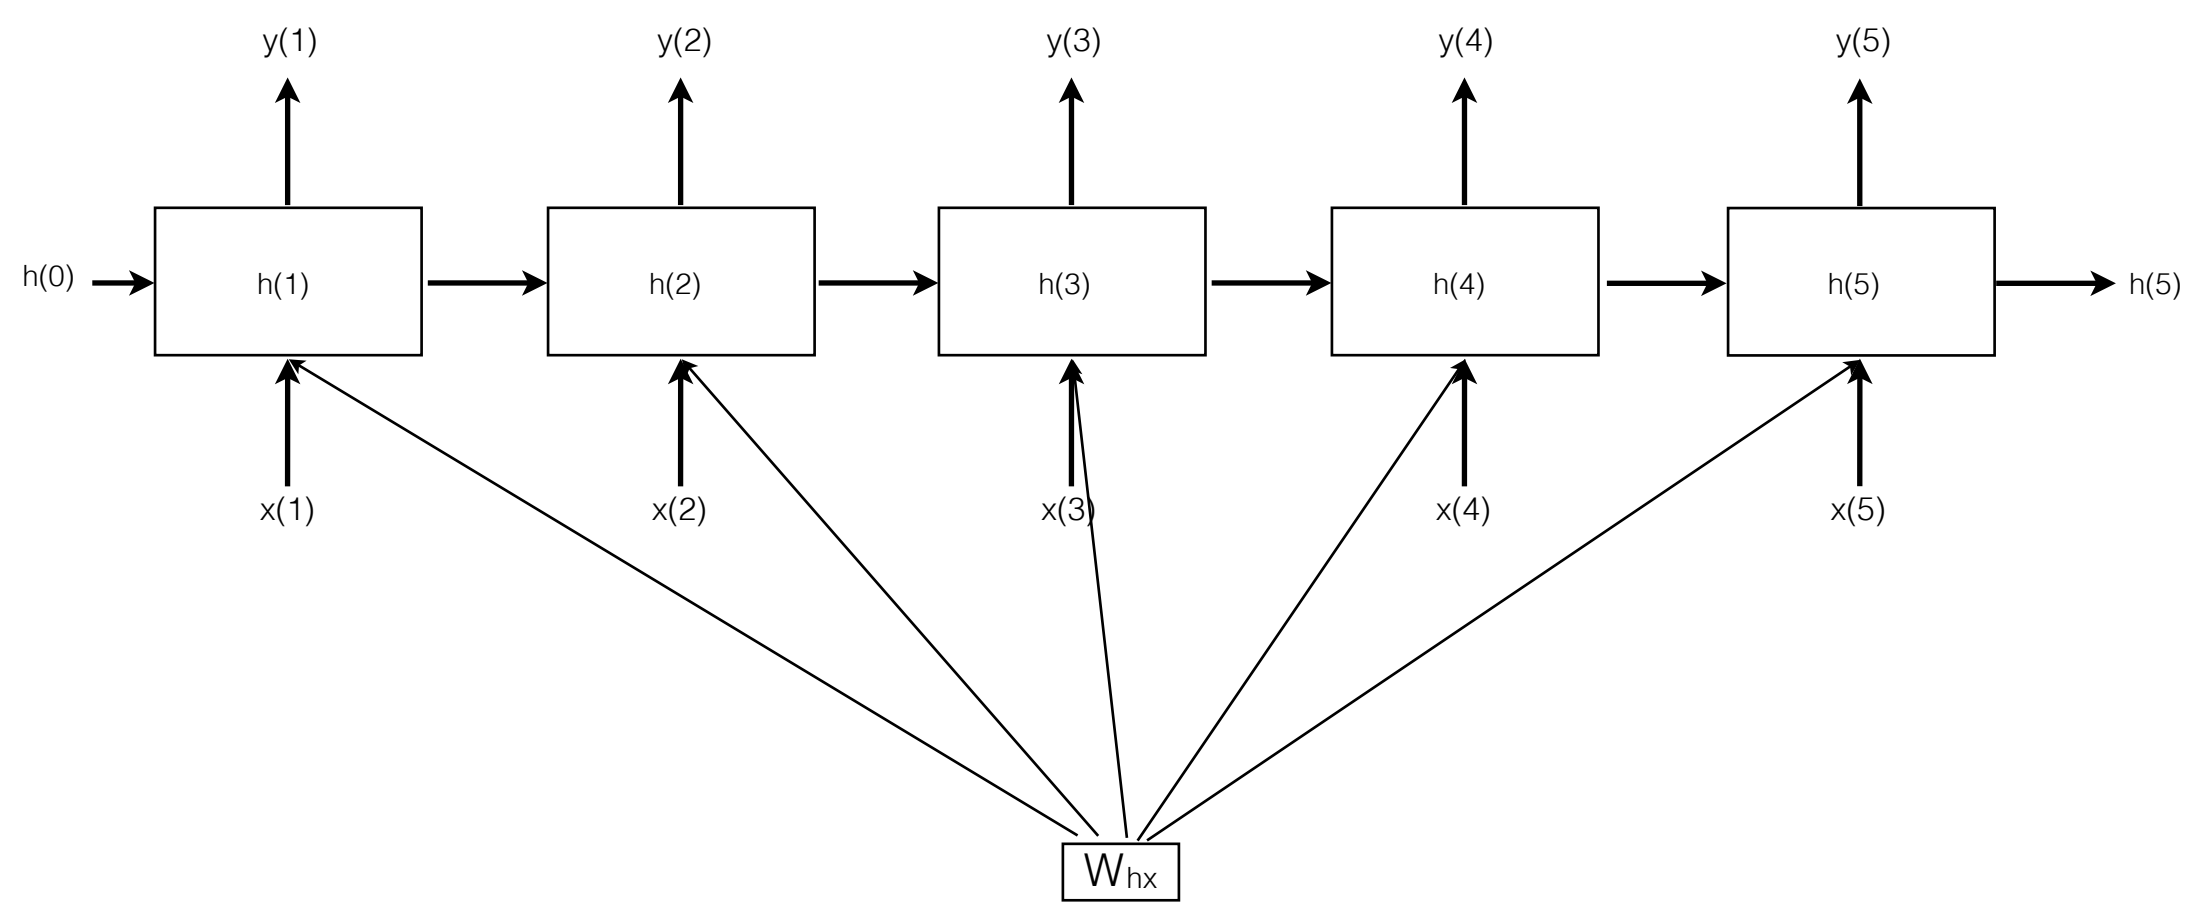 y(1) y(2) y(3) y(4) y(5)
h(0) h(1) h(2) h(3) h(4) h(5) h(5)
x(1) x(2) x(3) x(4) x(5)
Whx